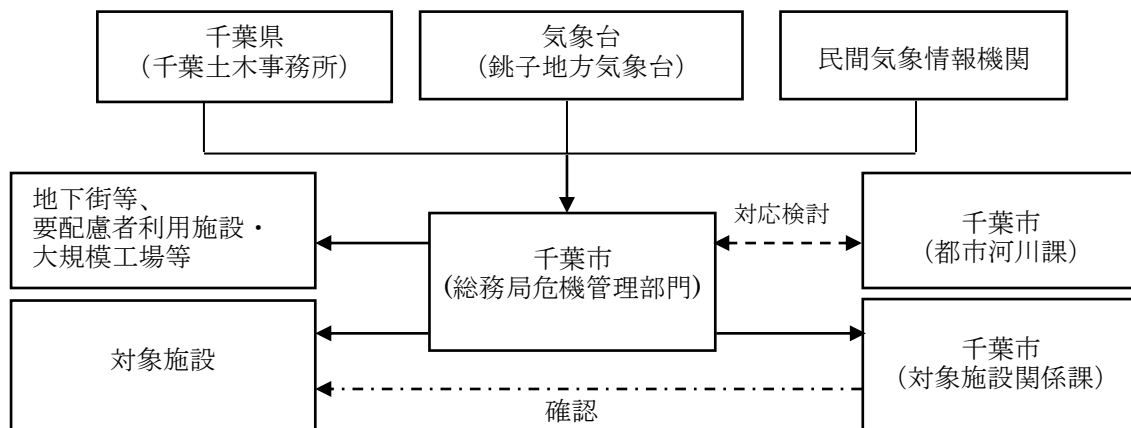 千葉県
（千葉土木事務所）
気象台
（銚子地方気象台）
民間気象情報機関
地下街等、
要配慮者利用施設・
大規模工場等
千葉市
(総務局危機管理部門)
対応検討
千葉市
（都市河川課）
対象施設
千葉市
（対象施設関係課）
確認